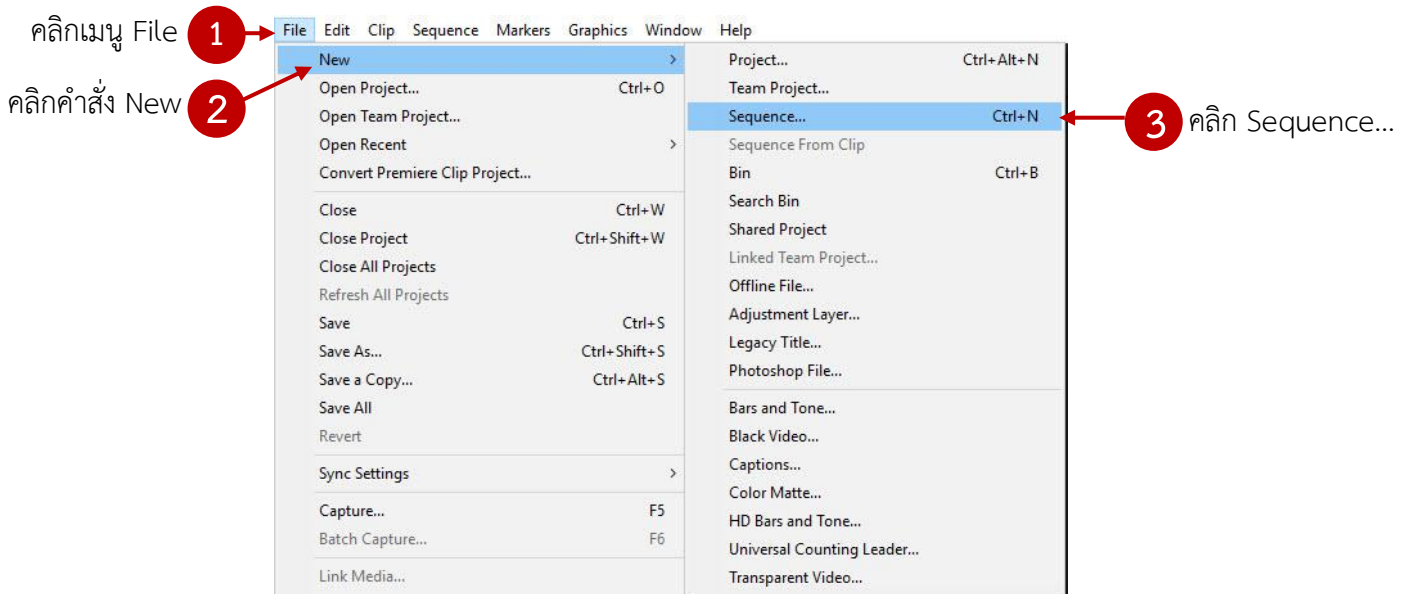 คลิกเมนู File 1
File Edit Clip Sequence Markers Graphics Window Help
คลิกคำสั่ง New 2
New >
Open Project... Ctrl+O
Open Team Project...
Open Recent >
Convert Premiere Clip Project...
Close Ctrl+W
Close Project Ctrl+Shift+W
Close All Projects
Refresh All Projects
Save Ctrl+S
Save As... Ctrl+Shift+S
Save a Copy... Ctrl+Alt+S
Save All
Revert
Sync Settings >
Capture... F5
Batch Capture... F6
Link Media...
Project... Ctrl+Alt+N
Team Project...
Sequence... Ctrl+N
3 คลิก Sequence...
Sequence From Clip
Bin Ctrl+B
Search Bin
Shared Project
Linked Team Project...
Offline File...
Adjustment Layer...
Legacy Title...
Photoshop File...
Bars and Tone...
Black Video...
Captions...
Color Matte...
HD Bars and Tone...
Universal Counting Leader...
Transparent Video...